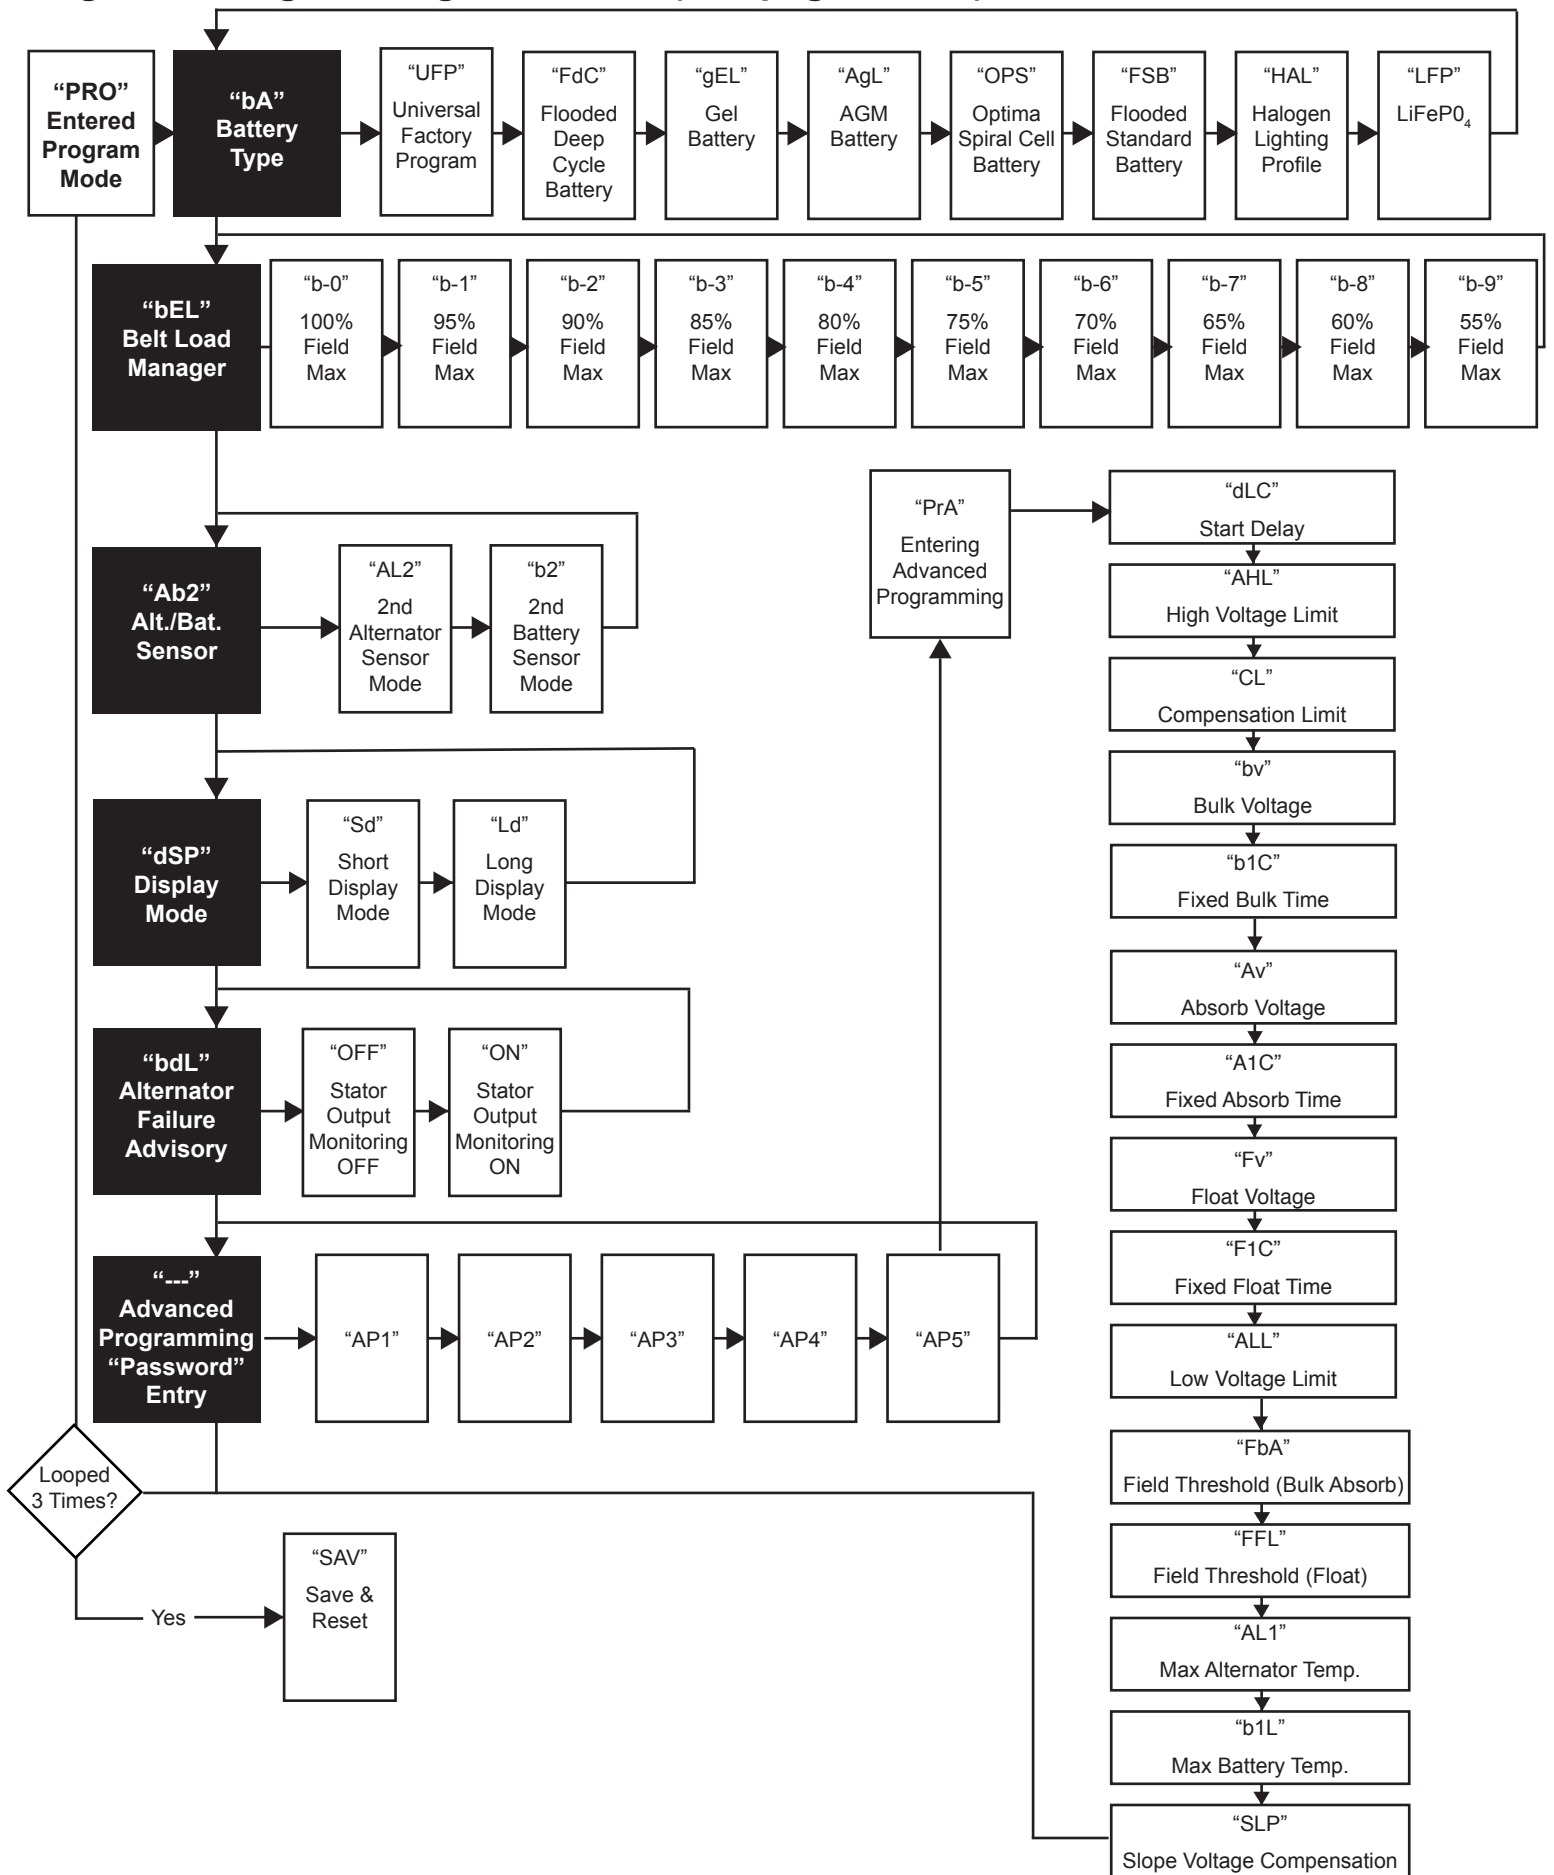 “PRO”
Entered
Program
Mode
“bA”
Battery
Type
“UFP”
Universal
Factory
Program
“FdC”
Flooded
Deep
Cycle
Battery
“gEL”
Gel
Battery
“AgL”
AGM
Battery
“OPS”
Optima
Spiral Cell
Battery
“FSB”
Flooded
Standard
Battery
“HAL”
Halogen
Lighting
Profile
“LFP”
LiFeP0₄
“bEL”
Belt Load
Manager
“b-0”
100%
Field
Max
“b-1”
95%
Field
Max
“b-2”
90%
Field
Max
“b-3”
85%
Field
Max
“b-4”
80%
Field
Max
“b-5”
75%
Field
Max
“b-6”
70%
Field
Max
“b-7”
65%
Field
Max
“b-8”
60%
Field
Max
“b-9”
55%
Field
Max
“Ab2”
Alt./Bat.
Sensor
“AL2”
2nd
Alternator
Sensor
Mode
“b2”
2nd
Battery
Sensor
Mode
“dSP”
Display
Mode
“Sd”
Short
Display
Mode
“Ld”
Long
Display
Mode
“bdL”
Alternator
Failure
Advisory
“OFF”
Stator
Output
Monitoring
OFF
“ON”
Stator
Output
Monitoring
ON
“---”
Advanced
Programming
“Password”
Entry
“AP1”
“AP2”
“AP3”
“AP4”
“AP5”
“PrA”
Entering
Advanced
Programming
“dLC”
Start Delay
“AHL”
High Voltage Limit
“CL”
Compensation Limit
“bv”
Bulk Voltage
“b1C”
Fixed Bulk Time
“Av”
Absorb Voltage
“A1C”
Fixed Absorb Time
“Fv”
Float Voltage
“F1C”
Fixed Float Time
“ALL”
Low Voltage Limit
“FbA”
Field Threshold (Bulk Absorb)
“FFL”
Field Threshold (Float)
“AL1”
Max Alternator Temp.
“b1L”
Max Battery Temp.
“SLP”
Slope Voltage Compensation
Looped
3 Times?
Yes
“SAV”
Save &
Reset